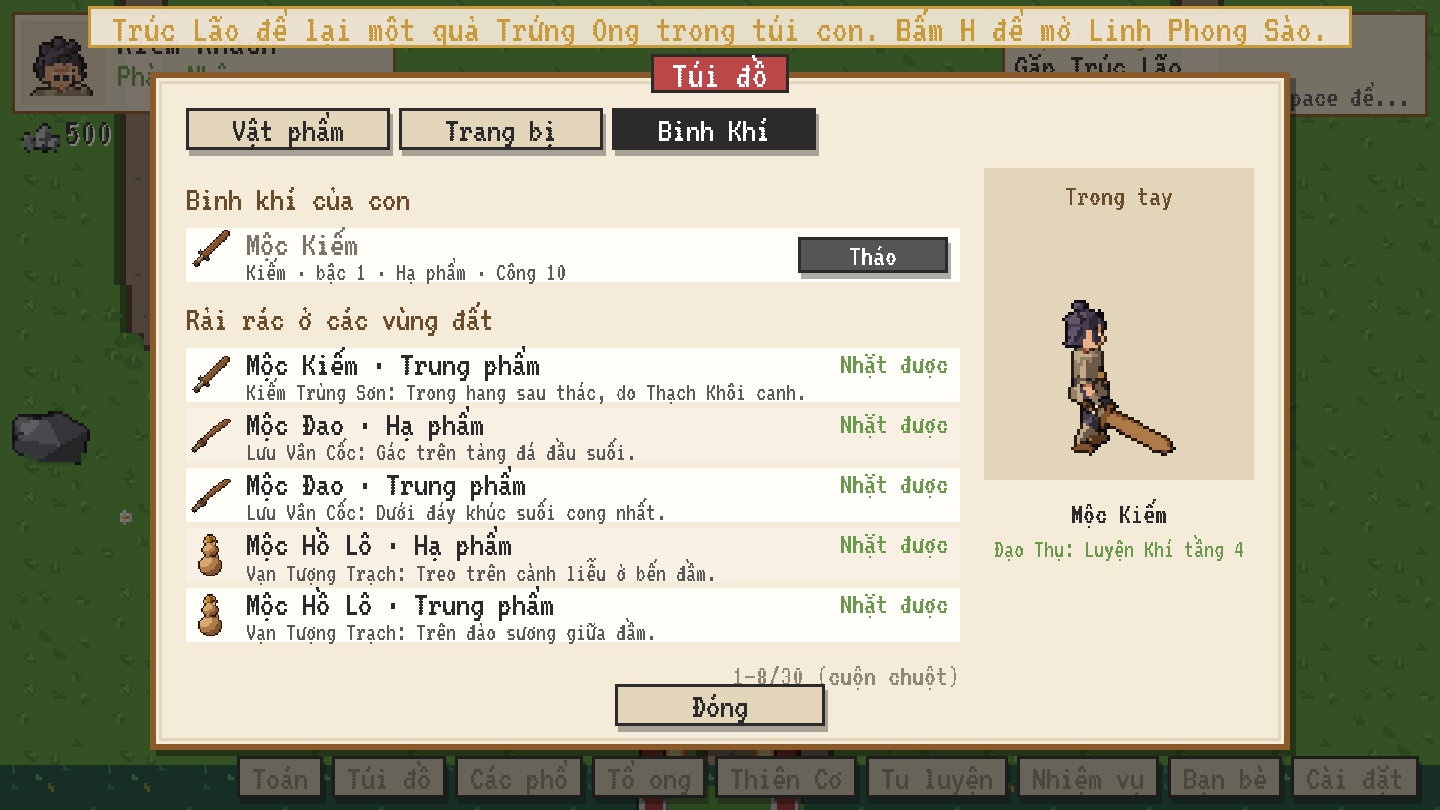 Trúc Lão để lại một quả Trứng Ong trong túi con. Bấm H để mở Linh Phong Sào.
Kiếm Khách
Gặp Trúc Lão
pace để...
500
Túi đồ
Vật phẩm
Trang bị
Binh Khí
Binh khí của con
Mộc Kiếm
Kiếm · bậc 1 · Hạ phẩm · Công 10
Tháo
Rải rác ở các vùng đất
Mộc Kiếm · Trung phẩm
Nhặt được
Kiếm Trủng Sơn: Trong hang sau thác, do Thạch Khôi canh.
Mộc Đao · Hạ phẩm
Nhặt được
Lưu Vân Cốc: Gác trên tảng đá đầu suối.
Mộc Đao · Trung phẩm
Nhặt được
Lưu Vân Cốc: Dưới đáy khúc suối cong nhất.
Mộc Hồ Lô · Hạ phẩm
Nhặt được
Vạn Tượng Trạch: Treo trên cành liễu ở bến đầm.
Mộc Hồ Lô · Trung phẩm
Nhặt được
Vạn Tượng Trạch: Trên đảo sương giữa đầm.
1-8/30 (cuộn chuột)
Trong tay
Mộc Kiếm
Đạo Thụ: Luyện Khí tầng 4
Đóng
Toán
Túi đồ
Các phổ
Tổ ong
Thiên Cơ
Tu luyện
Nhiệm vụ
Bạn bè
Cài đặt